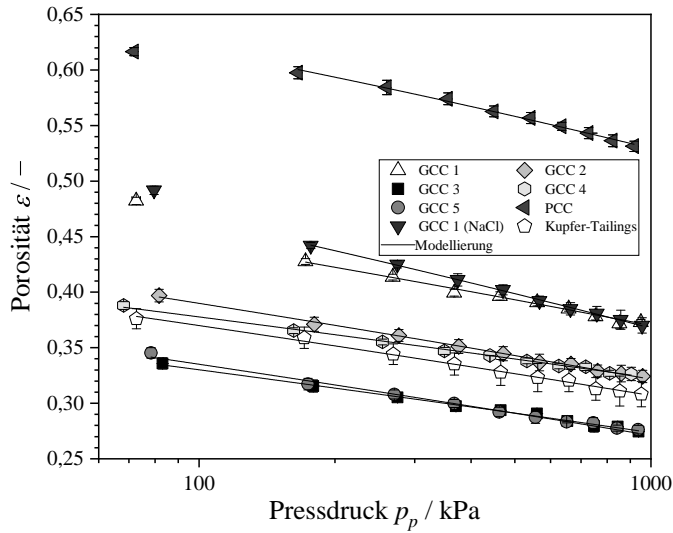 0,65
0,60
0,55
0,50
0,45
0,40
0,35
0,30
0,25
Porosität ε / –
GCC 1 GCC 2
GCC 3 GCC 4
GCC 5 PCC
GCC 1 (NaCl) Kupfer-Tailings
Modellierung
100 1000
Pressdruck pₚ / kPa